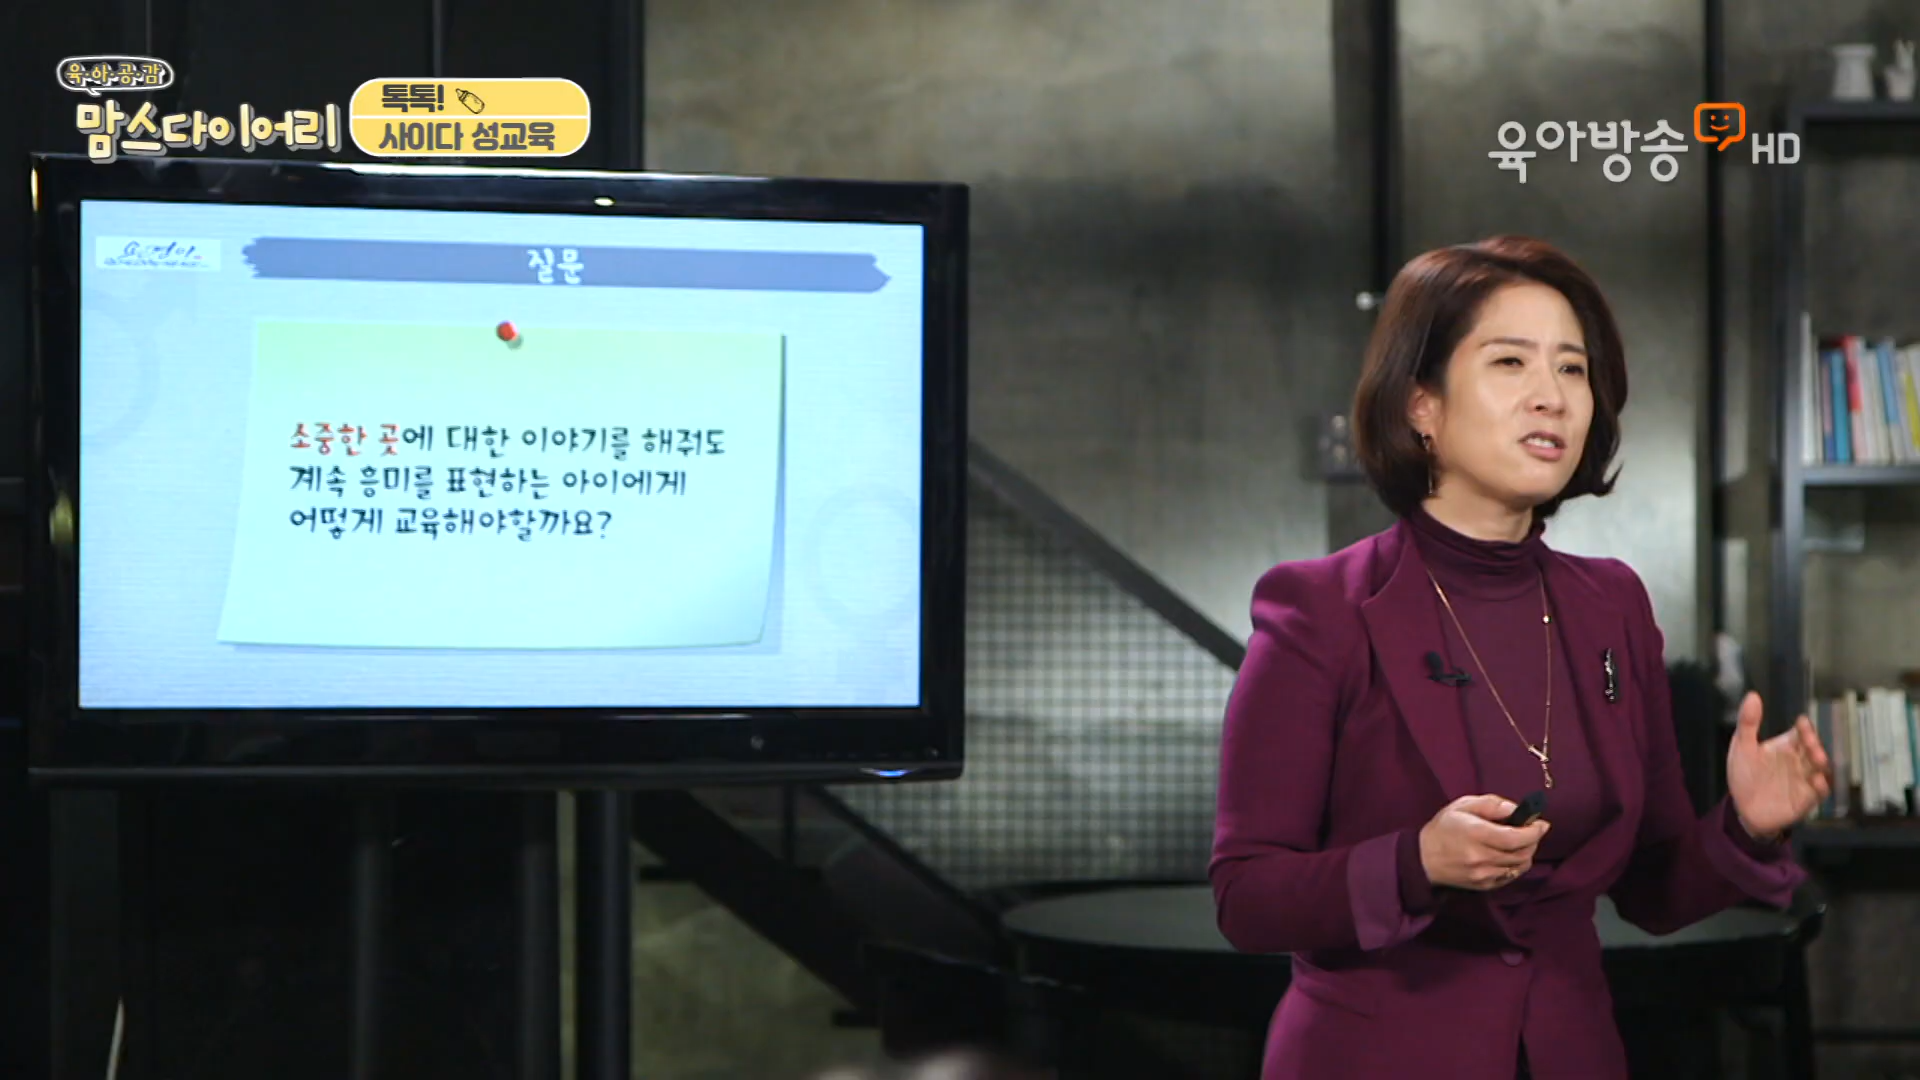 육아공감
맘스다이어리
톡톡!
사이다 성교육
육아방송 HD
질문
소중한 곳에 대한 이야기를 해줘도
계속 흥미를 표현하는 아이에게
어떻게 교육해야할까요?